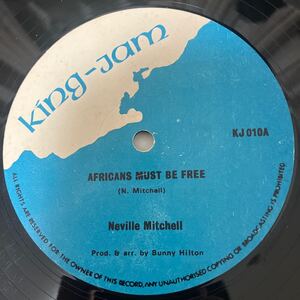 king-Jam
KJ 010A
AFRICANS MUST BE FREE
(N. Mitchell)
Neville Mitchell
Prod. & arr. by Bunny Hilton
ALL RIGHTS ARE RESERVED FOR THE OWNER OF THIS RECORD, ANY UNAUTHORISED COPYING OR BROADCASTING IS PROHIBITED